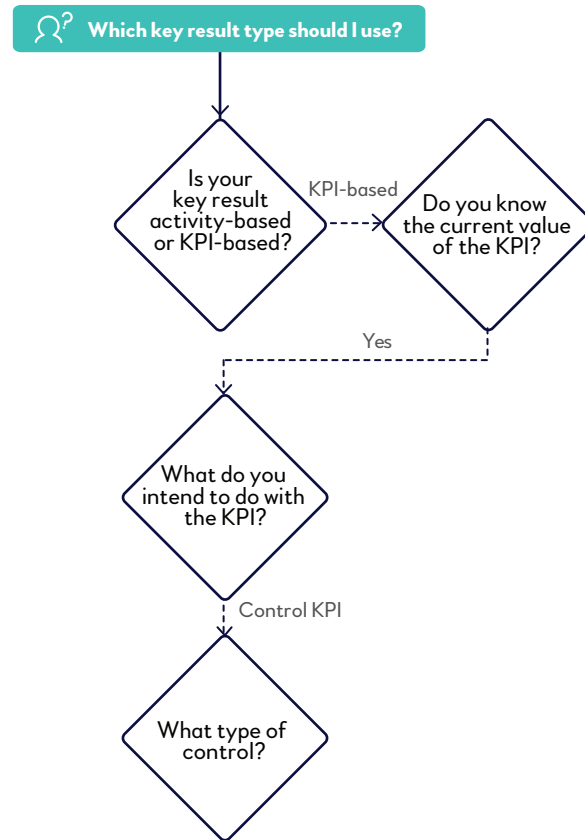 Which key result type should I use?
Is your
key result
activity-based
or KPI-based?
KPI-based
Do you know
the current value
of the KPI?
Yes
What do you
intend to do with
the KPI?
Control KPI
What type of
control?